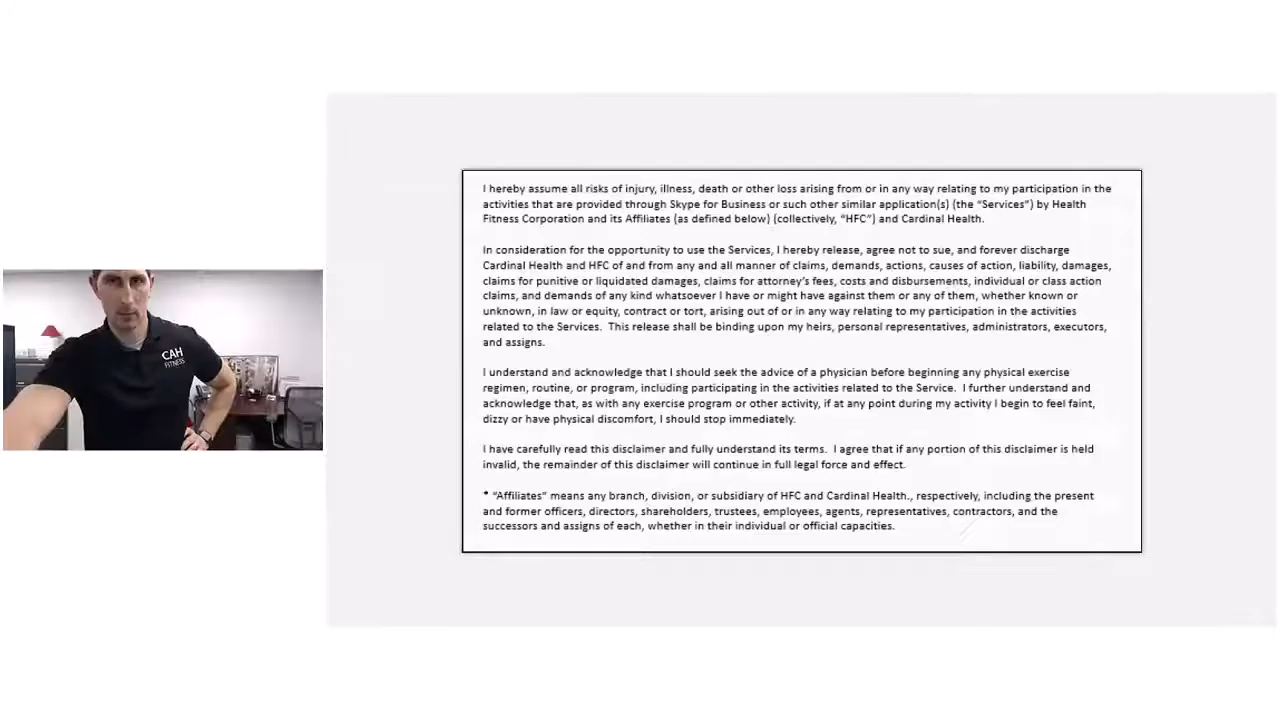 CAH
FITNESS
I hereby assume all risks of injury, illness, death or other loss arising from or in any way relating to my participation in the
activities that are provided through Skype for Business or such other similar application(s) (the “Services”) by Health
Fitness Corporation and its Affiliates (as defined below) (collectively, “HFC”) and Cardinal Health.
In consideration for the opportunity to use the Services, I hereby release, agree not to sue, and forever discharge
Cardinal Health and HFC of and from any and all manner of claims, demands, actions, causes of action, liability, damages,
claims for punitive or liquidated damages, claims for attorney’s fees, costs and disbursements, individual or class action
claims, and demands of any kind whatsoever I have or might have against them or any of them, whether known or
unknown, in law or equity, contract or tort, arising out of or in any way relating to my participation in the activities
related to the Services.  This release shall be binding upon my heirs, personal representatives, administrators, executors,
and assigns.
I understand and acknowledge that I should seek the advice of a physician before beginning any physical exercise
regimen, routine, or program, including participating in the activities related to the Service.  I further understand and
acknowledge that, as with any exercise program or other activity, if at any point during my activity I begin to feel faint,
dizzy or have physical discomfort, I should stop immediately.
I have carefully read this disclaimer and fully understand its terms.  I agree that if any portion of this disclaimer is held
invalid, the remainder of this disclaimer will continue in full legal force and effect.
* “Affiliates” means any branch, division, or subsidiary of HFC and Cardinal Health., respectively, including the present
and former officers, directors, shareholders, trustees, employees, agents, representatives, contractors, and the
successors and assigns of each, whether in their individual or official capacities.